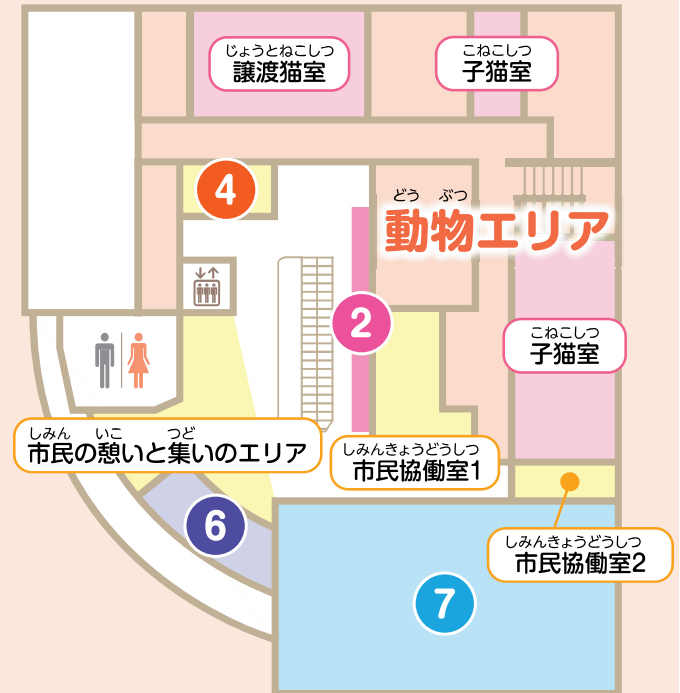 じょうとねこしつ
譲渡猫室
こねこしつ
子猫室
4
どう ぶつ
動物エリア
2
こねこしつ
子猫室
しみん いこ つど
市民の憩いと集いのエリア
しみんきょうどうしつ
市民協働室1
6
しみんきょうどうしつ
市民協働室2
7